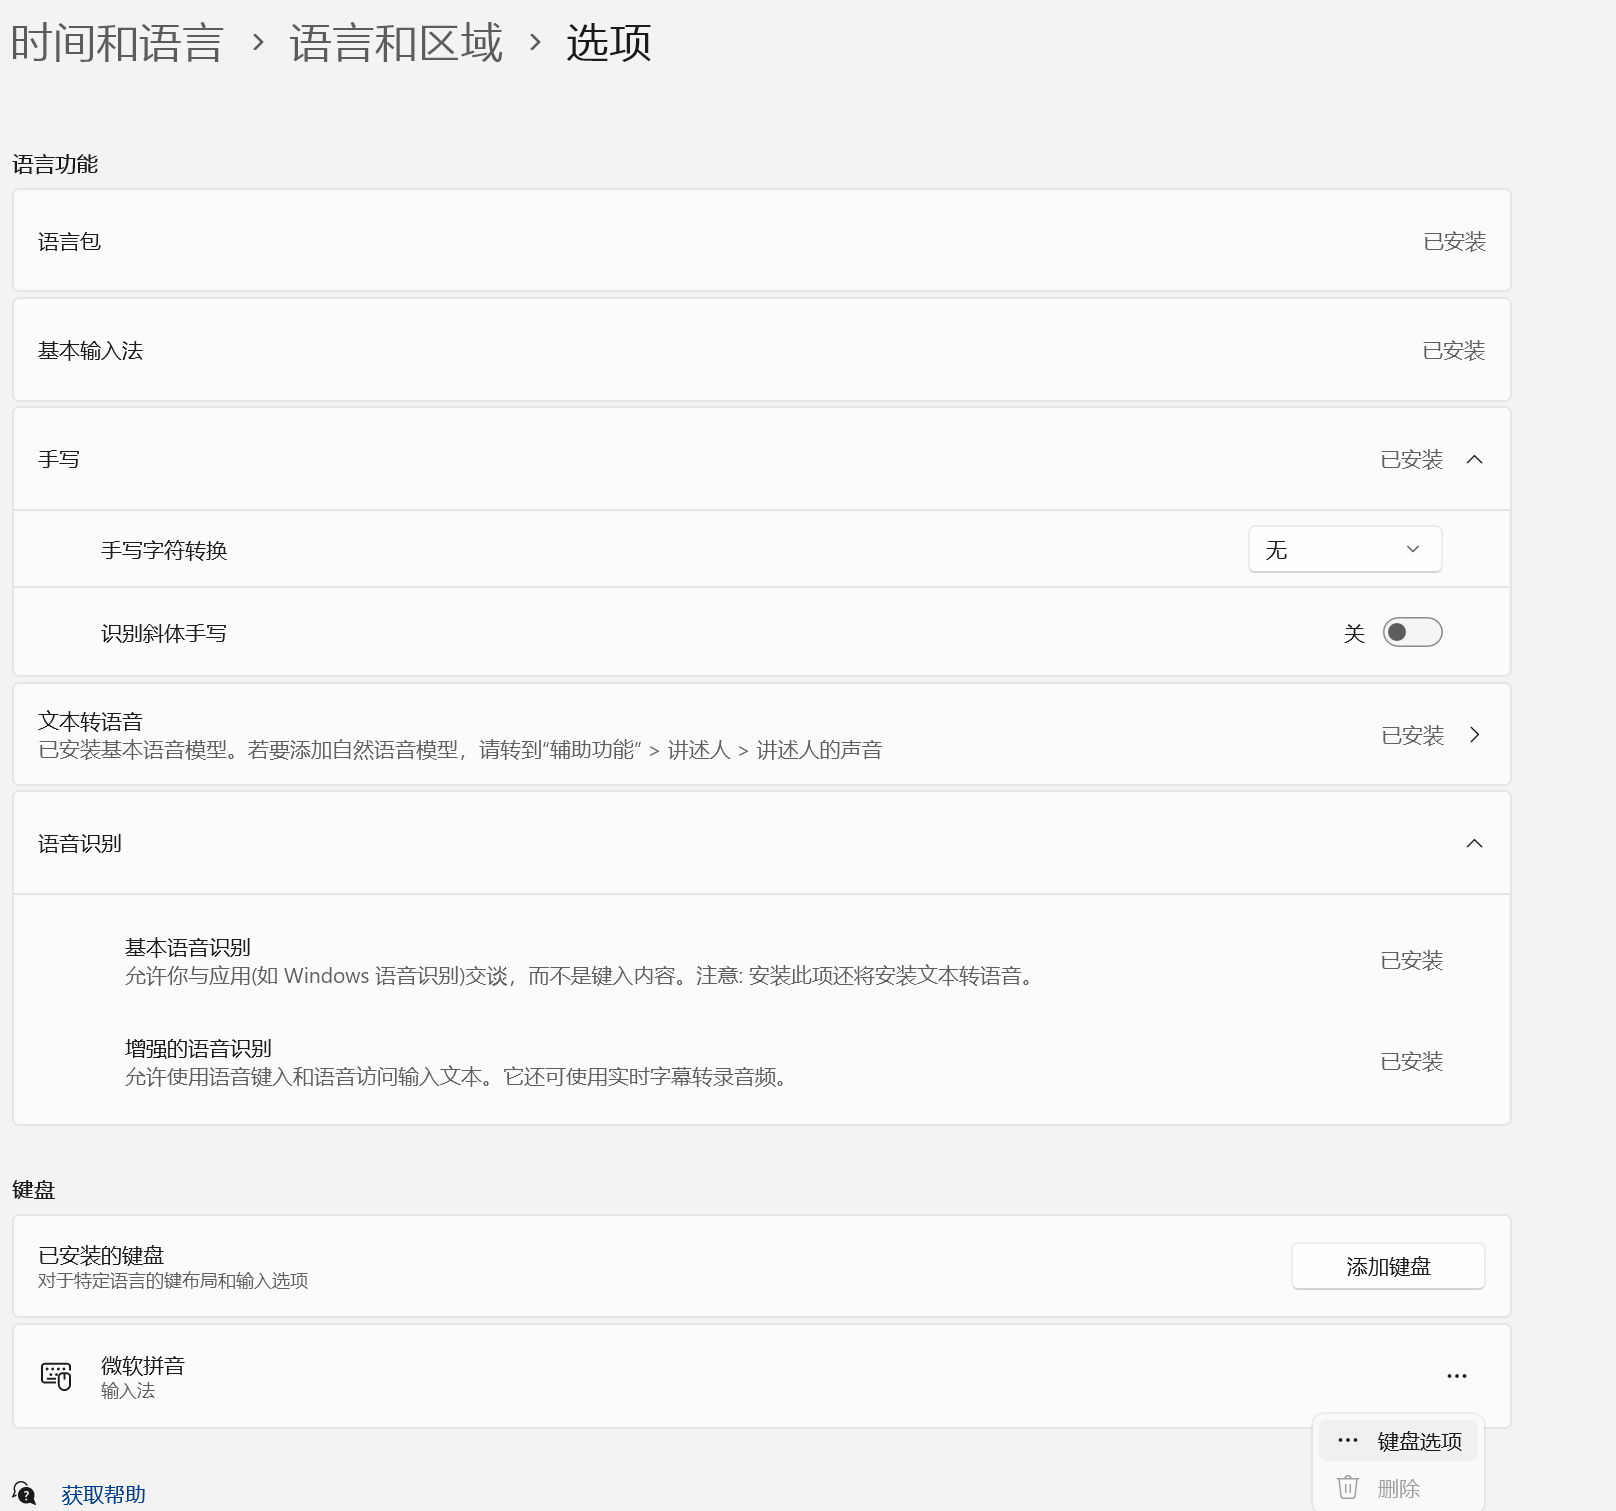 时间和语言 › 语言和区域 › 选项
语言功能
语言包
已安装
基本输入法
已安装
手写
已安装
手写字符转换
无
识别斜体手写
关
文本转语音
已安装基本语音模型。若要添加自然语音模型，请转到“辅助功能” > 讲述人 > 讲述人的声音
已安装
语音识别
基本语音识别
允许你与应用(如 Windows 语音识别)交谈，而不是键入内容。注意: 安装此项还将安装文本转语音。
已安装
增强的语音识别
允许使用语音键入和语音访问输入文本。它还可使用实时字幕转录音频。
已安装
键盘
已安装的键盘
对于特定语言的键布局和输入选项
添加键盘
微软拼音
输入法
键盘选项
删除
获取帮助